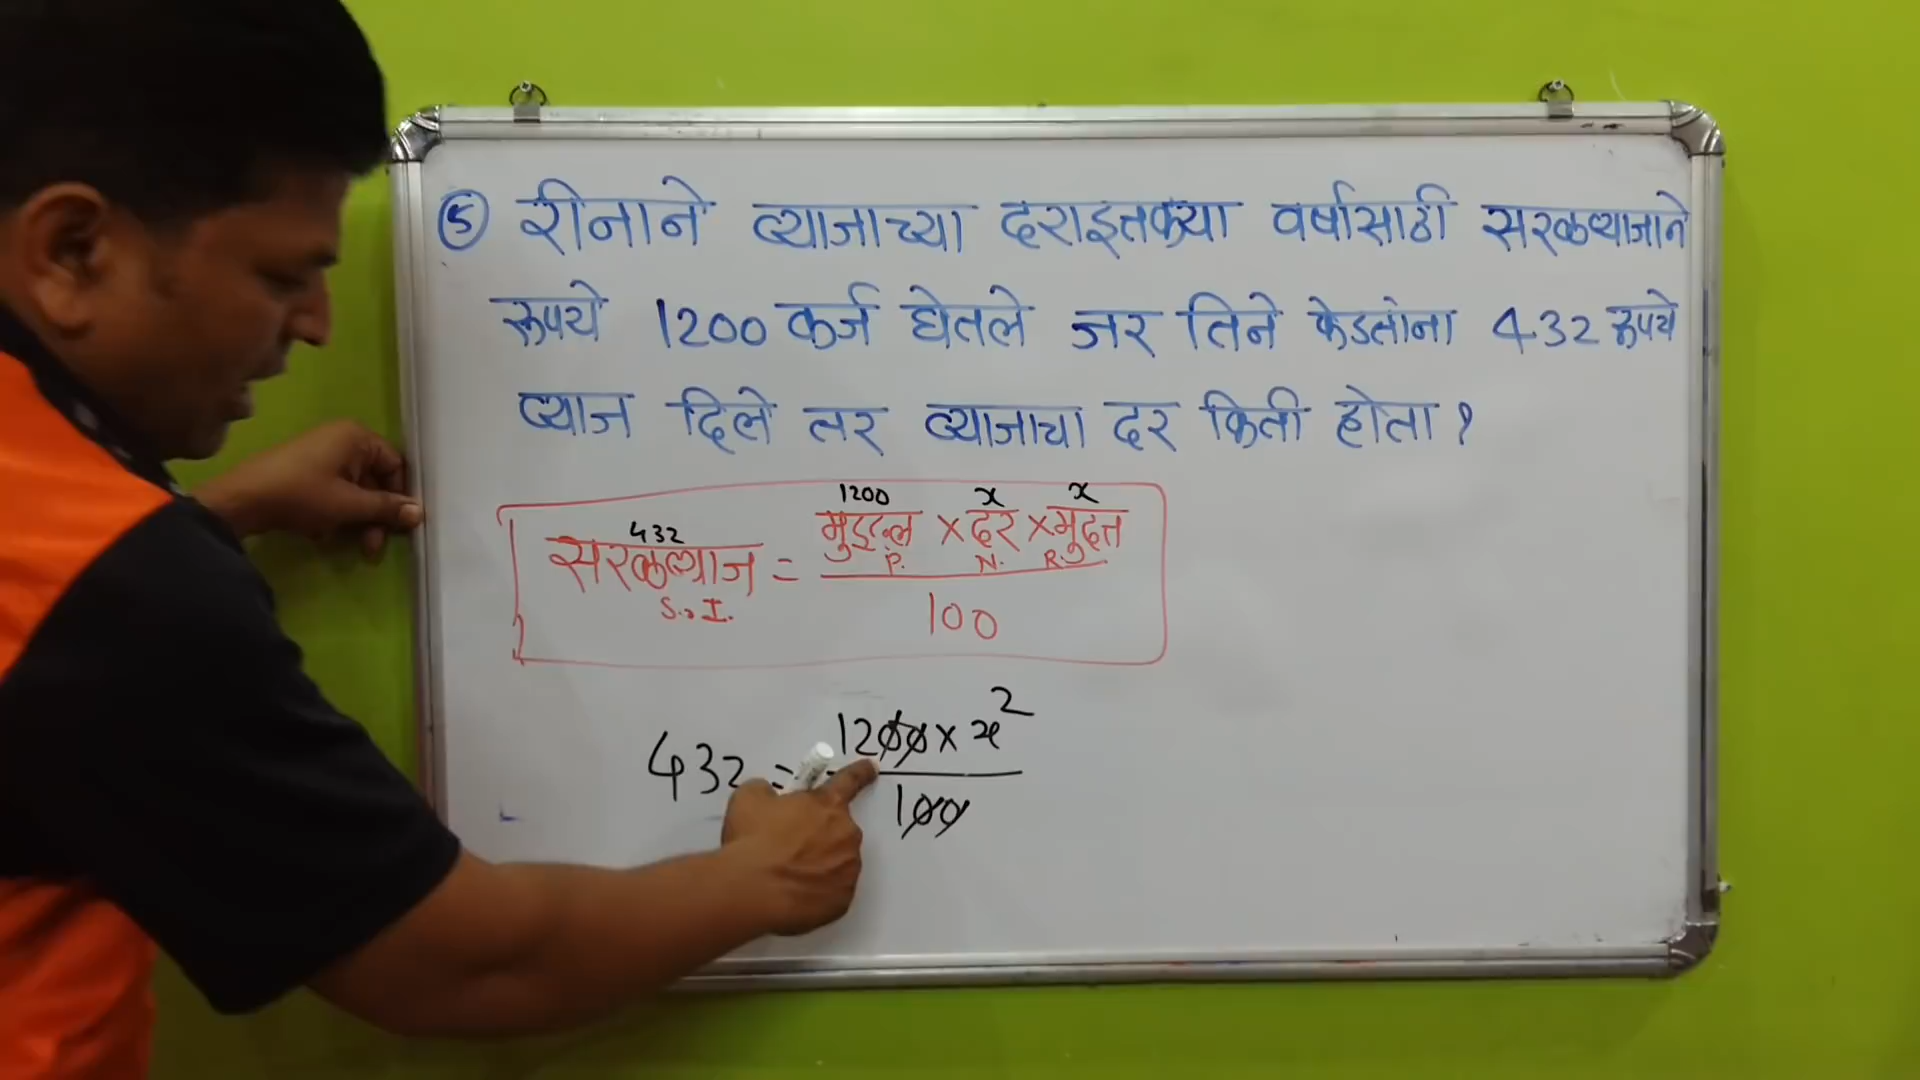 5 रीनाने व्याजाच्या दराइतक्या वर्षासाठी सरळव्याजाने
रूपये 1200 कर्ज घेतले जर तिने फेडताना 432 रूपये
व्याज दिले तर व्याजाचा दर किती होता ?
1200 x x
432
सरळव्याज = मुद्दल × दर × मुदत
P. N. R.
S.I.
100
432 = 1200 × x²
100